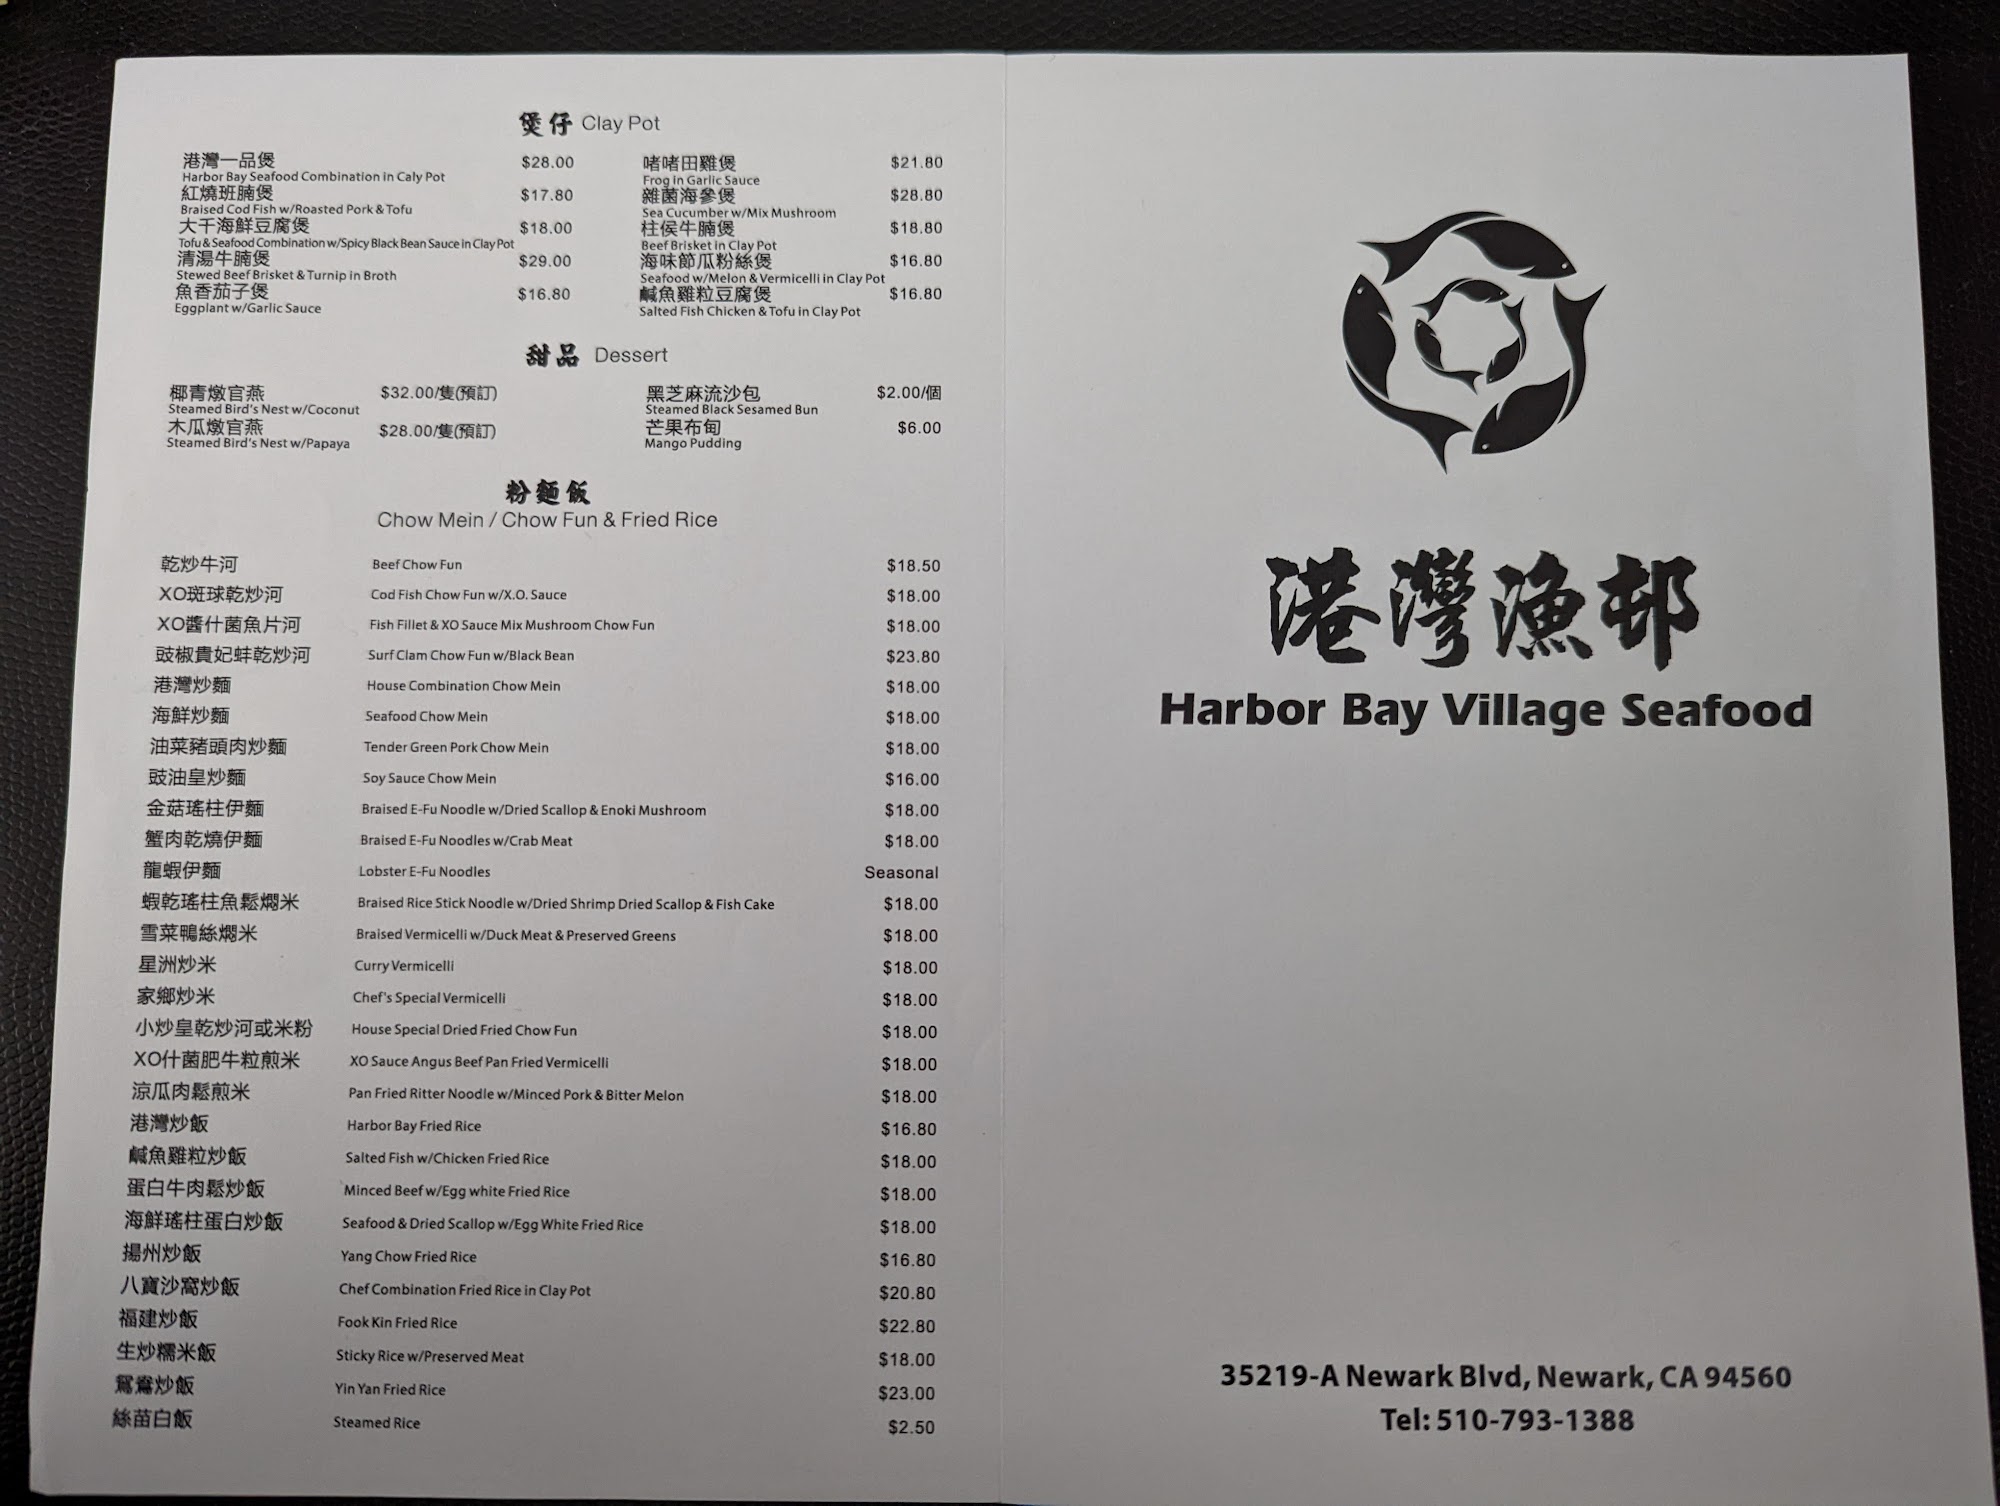 煲仔 Clay Pot
港灣一品煲 $28.00
Harbor Bay Seafood Combination in Caly Pot
紅燒班腩煲 $17.80
Braised Cod Fish w/Roasted Pork & Tofu
大千海鮮豆腐煲 $18.00
Tofu & Seafood Combination w/Spicy Black Bean Sauce in Clay Pot
清湯牛腩煲 $29.00
Stewed Beef Brisket & Turnip in Broth
魚香茄子煲 $16.80
Eggplant w/Garlic Sauce
啫啫田雞煲 $21.80
Frog in Garlic Sauce
雜菌海參煲 $28.80
Sea Cucumber w/Mix Mushroom
柱侯牛腩煲 $18.80
Beef Brisket in Clay Pot
海味節瓜粉絲煲 $16.80
Seafood w/Melon & Vermicelli in Clay Pot
鹹魚雞粒豆腐煲 $16.80
Salted Fish Chicken & Tofu in Clay Pot
甜品 Dessert
椰青燉官燕 $32.00/隻(預訂)
Steamed Bird's Nest w/Coconut
木瓜燉官燕 $28.00/隻(預訂)
Steamed Bird's Nest w/Papaya
黑芝麻流沙包 $2.00/個
Steamed Black Sesamed Bun
芒果布甸 $6.00
Mango Pudding
粉麵飯
Chow Mein / Chow Fun & Fried Rice
乾炒牛河 Beef Chow Fun $18.50
XO斑球乾炒河 Cod Fish Chow Fun w/X.O. Sauce $18.00
XO醬什菌魚片河 Fish Fillet & XO Sauce Mix Mushroom Chow Fun $18.00
豉椒貴妃蚌乾炒河 Surf Clam Chow Fun w/Black Bean $23.80
港灣炒麵 House Combination Chow Mein $18.00
海鮮炒麵 Seafood Chow Mein $18.00
油菜豬頭肉炒麵 Tender Green Pork Chow Mein $18.00
豉油皇炒麵 Soy Sauce Chow Mein $16.00
金菇瑤柱伊麵 Braised E-Fu Noodle w/Dried Scallop & Enoki Mushroom $18.00
蟹肉乾燒伊麵 Braised E-Fu Noodles w/Crab Meat $18.00
龍蝦伊麵 Lobster E-Fu Noodles Seasonal
蝦乾瑤柱魚鬆燜米 Braised Rice Stick Noodle w/Dried Shrimp Dried Scallop & Fish Cake $18.00
雪菜鴨絲燜米 Braised Vermicelli w/Duck Meat & Preserved Greens $18.00
星洲炒米 Curry Vermicelli $18.00
家鄉炒米 Chef's Special Vermicelli $18.00
小炒皇乾炒河或米粉 House Special Dried Fried Chow Fun $18.00
XO什菌肥牛粒煎米 XO Sauce Angus Beef Pan Fried Vermicelli $18.00
涼瓜肉鬆煎米 Pan Fried Ritter Noodle w/Minced Pork & Bitter Melon $18.00
港灣炒飯 Harbor Bay Fried Rice $16.80
鹹魚雞粒炒飯 Salted Fish w/Chicken Fried Rice $18.00
蛋白牛肉鬆炒飯 Minced Beef w/Egg white Fried Rice $18.00
海鮮瑤柱蛋白炒飯 Seafood & Dried Scallop w/Egg White Fried Rice $18.00
揚州炒飯 Yang Chow Fried Rice $16.80
八寶沙窩炒飯 Chef Combination Fried Rice in Clay Pot $20.80
福建炒飯 Fook Kin Fried Rice $22.80
生炒糯米飯 Sticky Rice w/Preserved Meat $18.00
鴛鴦炒飯 Yin Yan Fried Rice $23.00
絲苗白飯 Steamed Rice $2.50
港灣漁邨
Harbor Bay Village Seafood
35219-A Newark Blvd, Newark, CA 94560
Tel: 510-793-1388